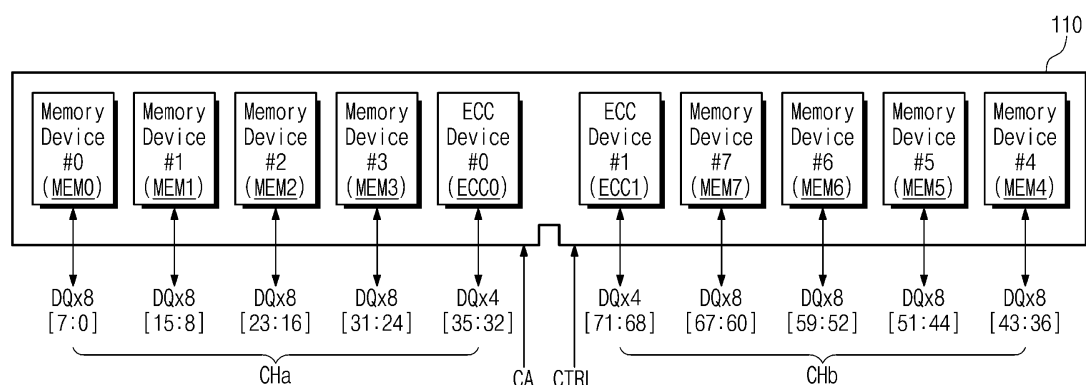 110
Memory Device #0 (MEM0)
Memory Device #1 (MEM1)
Memory Device #2 (MEM2)
Memory Device #3 (MEM3)
ECC Device #0 (ECC0)
ECC Device #1 (ECC1)
Memory Device #7 (MEM7)
Memory Device #6 (MEM6)
Memory Device #5 (MEM5)
Memory Device #4 (MEM4)
DQx8 DQx8 DQx8 DQx8 DQx4 DQx4 DQx8 DQx8 DQx8 DQx8
[7:0] [15:8] [23:16] [31:24] [35:32] [71:68] [67:60] [59:52] [51:44] [43:36]
CHa CA CTRL CHb